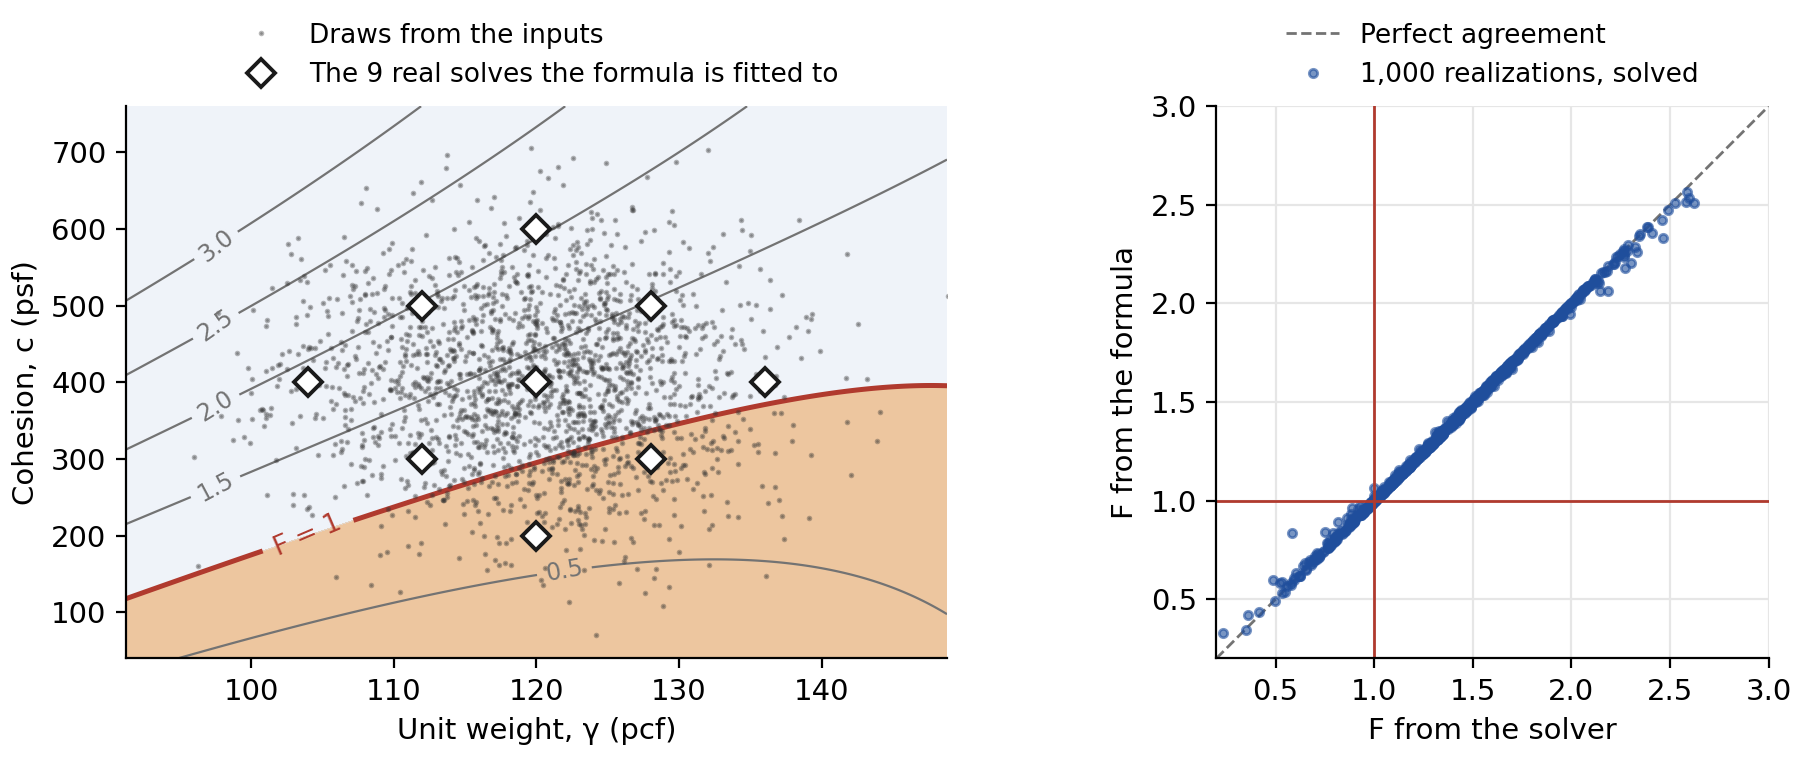 Draws from the inputs
The 9 real solves the formula is fitted to
Cohesion, c (psf)
700
600
500
400
300
200
100
3.0
2.5
2.0
1.5
F = 1
0.5
100 110 120 130 140
Unit weight, γ (pcf)
Perfect agreement
1,000 realizations, solved
F from the formula
3.0
2.5
2.0
1.5
1.0
0.5
0.5 1.0 1.5 2.0 2.5 3.0
F from the solver